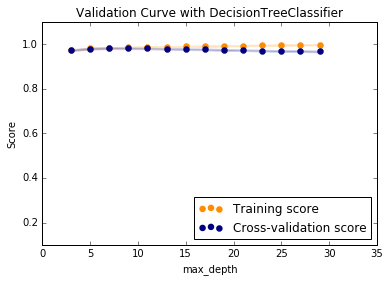 Validation Curve with DecisionTreeClassifier
Score
1.0
0.8
0.6
0.4
0.2
Training score
Cross-validation score
0 5 10 15 20 25 30 35
max_depth